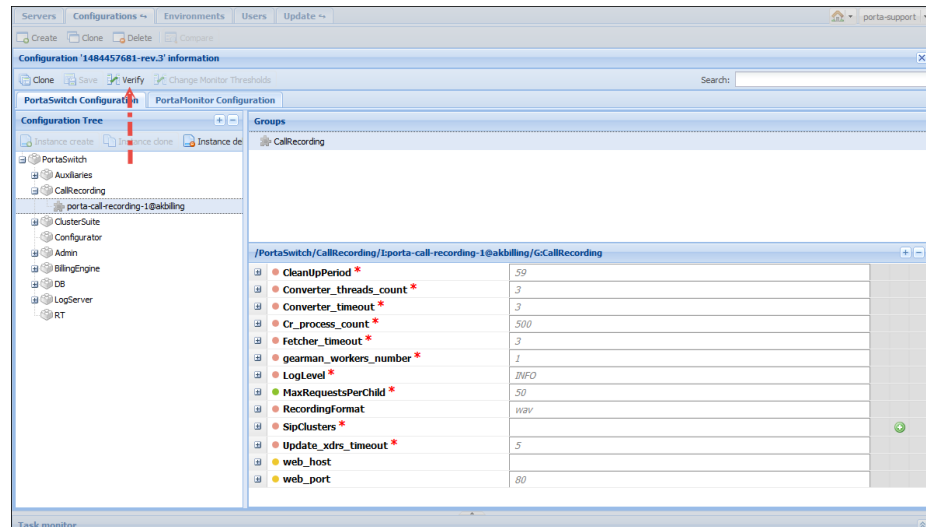 Servers Configurations Environments Users Update porta-support
Create Clone Delete Compare
Configuration '1484457681-rev.3' information
Clone Save Verify Change Monitor Thresholds Search:
PortaSwitch Configuration PortaMonitor Configuration
Configuration Tree
Groups
Instance create Instance clone Instance de
CallRecording
PortaSwitch
Auxiliaries
CallRecording
porta-call-recording-1@akbilling
ClusterSuite
Configurator
Admin
BillingEngine
DB
LogServer
RT
/PortaSwitch/CallRecording/I:porta-call-recording-1@akbilling/G:CallRecording
CleanUpPeriod * 59
Converter_threads_count * 3
Converter_timeout * 3
Cr_process_count * 500
Fetcher_timeout * 3
gearman_workers_number * 1
LogLevel * INFO
MaxRequestsPerChild * 50
RecordingFormat wav
SipClusters *
Update_xdrs_timeout * 5
web_host
web_port 80
Task monitor